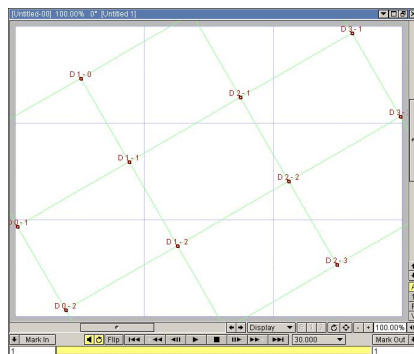 [Untitled-00] 100.00% 0° [Untitled 1]
D 3 - 1
D 1 - 0
D 2 - 1
D 3 -
D 1 - 1
D 2 - 2
D 0 - 1
D 1 - 2
D 2 - 3
D 0 - 2
Display 100.00%
Mark In Flip 30.000 Mark Out
1 1